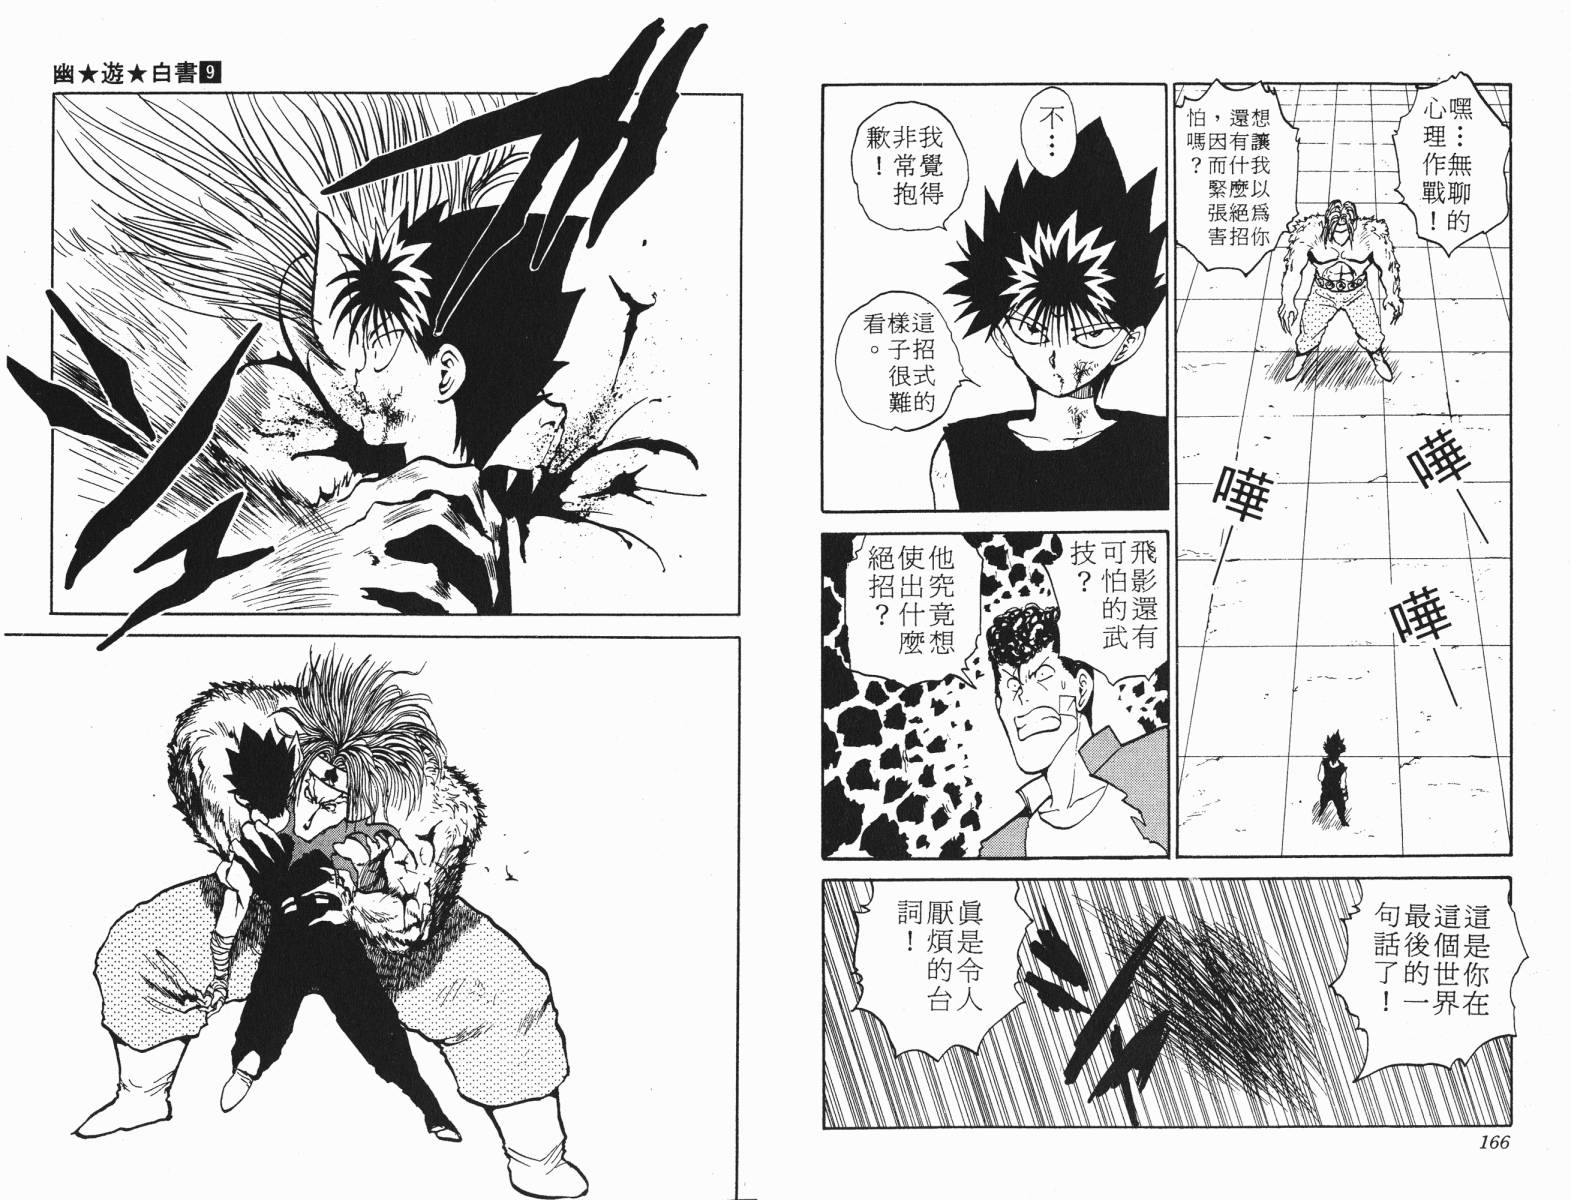 嘿…無聊的
心理作戰！
想讓我以為你
還有什麼絕招
，因而緊張害
怕嗎？
嘩
嘩
嘩
不…
我覺得
非常抱
歉！
這招式的
樣子很難
看。
飛影還有
可怕的武
技？
他究竟想
使出什麼
絕招？
這是你在
這個世界
最後的一
句話了！
眞是令人
厭煩的台
詞！
166
幽★遊★白書9